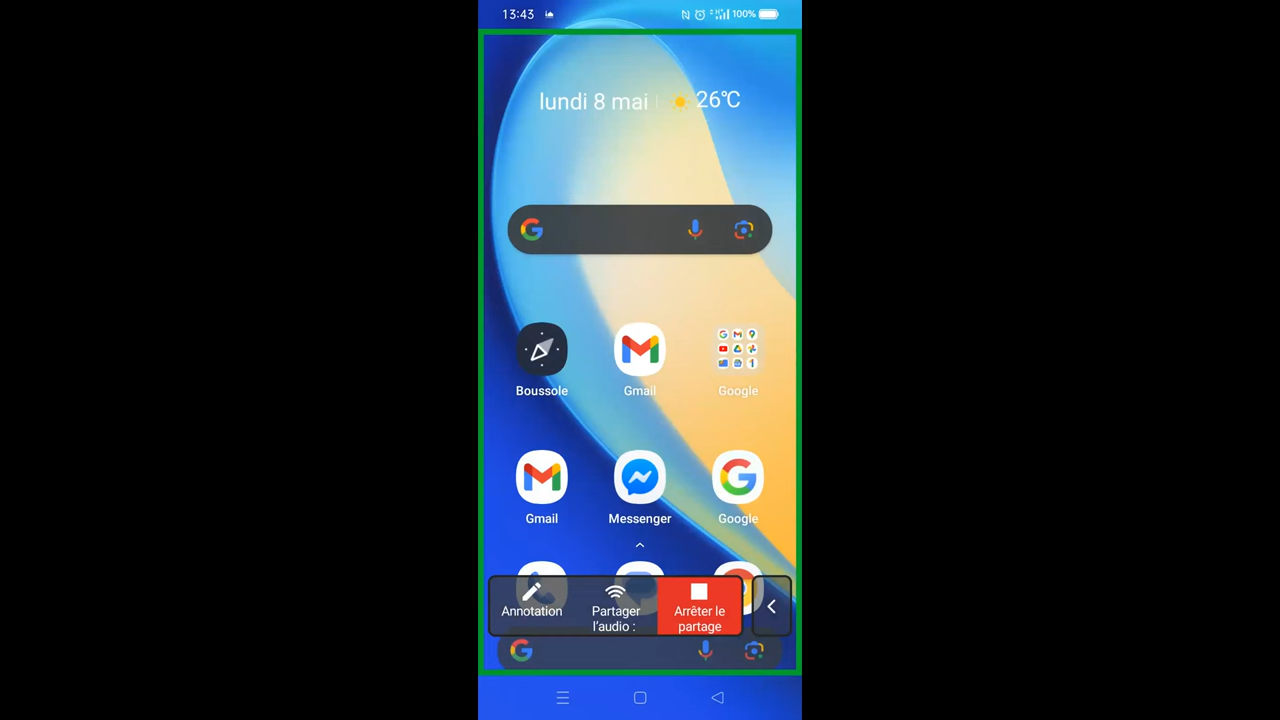 13:43 100%
lundi 8 mai 26°C
Boussole Gmail Google
Gmail Messenger Google
Annotation
Partager
l'audio :
Arrêter le
partage